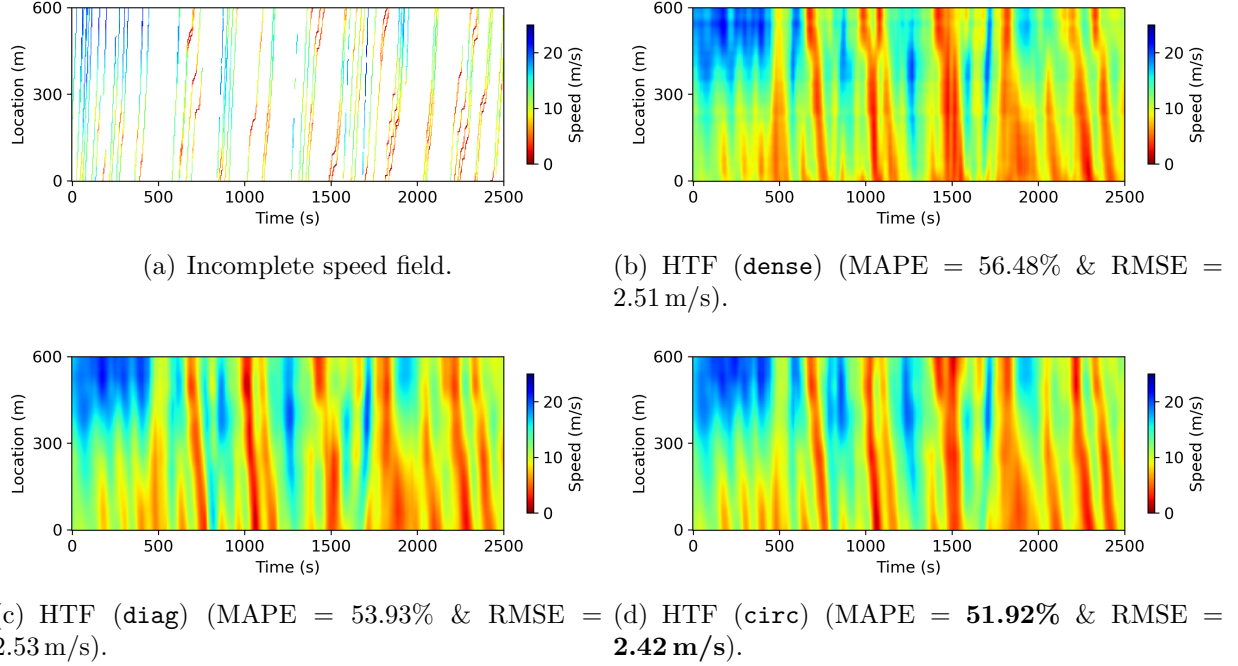 600
300
0
Location (m)
0 500 1000 1500 2000 2500
Time (s)
20
10
0
Speed (m/s)
(a) Incomplete speed field.
600
300
0
Location (m)
0 500 1000 1500 2000 2500
Time (s)
20
10
0
Speed (m/s)
(b) HTF (dense) (MAPE = 56.48% & RMSE =
2.51 m/s).
600
300
0
Location (m)
0 500 1000 1500 2000 2500
Time (s)
20
10
0
Speed (m/s)
c) HTF (diag) (MAPE = 53.93% & RMSE =
2.53 m/s).
600
300
0
Location (m)
0 500 1000 1500 2000 2500
Time (s)
20
10
0
Speed (m/s)
(d) HTF (circ) (MAPE = 51.92% & RMSE =
2.42 m/s).